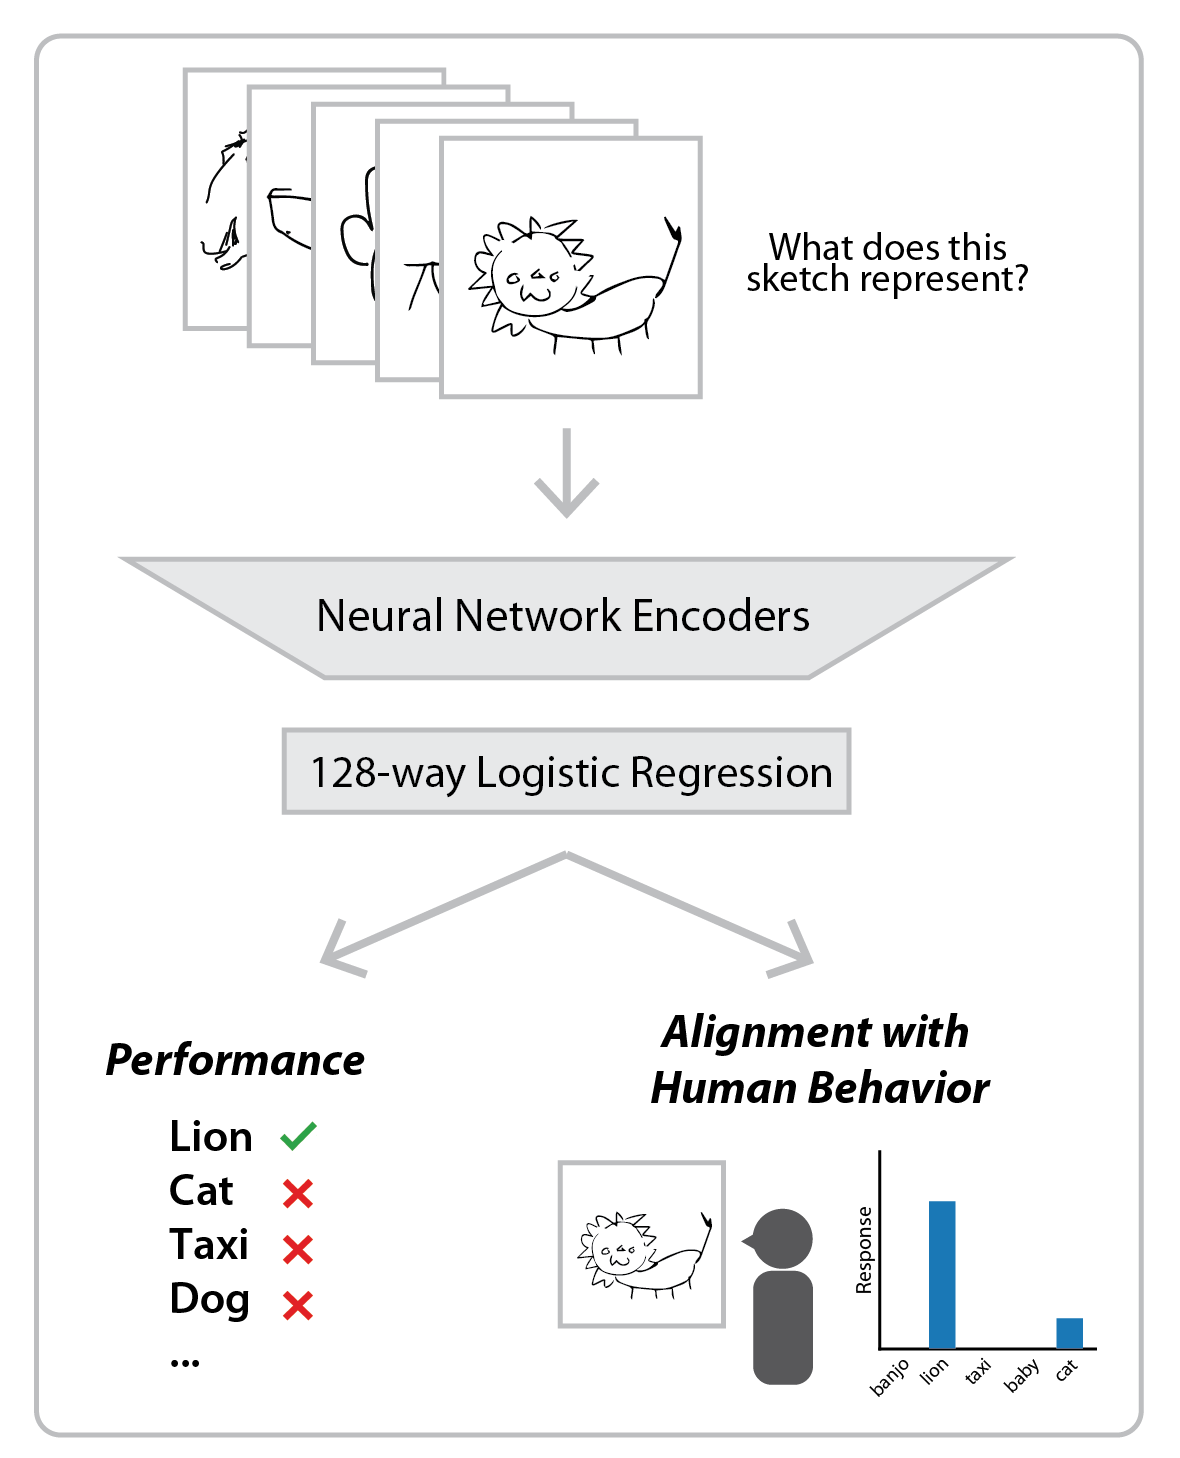 What does this
sketch represent?
Neural Network Encoders
128-way Logistic Regression
Performance
Lion
Cat
Taxi
Dog
...
Alignment with
Human Behavior
Response
banjo
lion
taxi
baby
cat